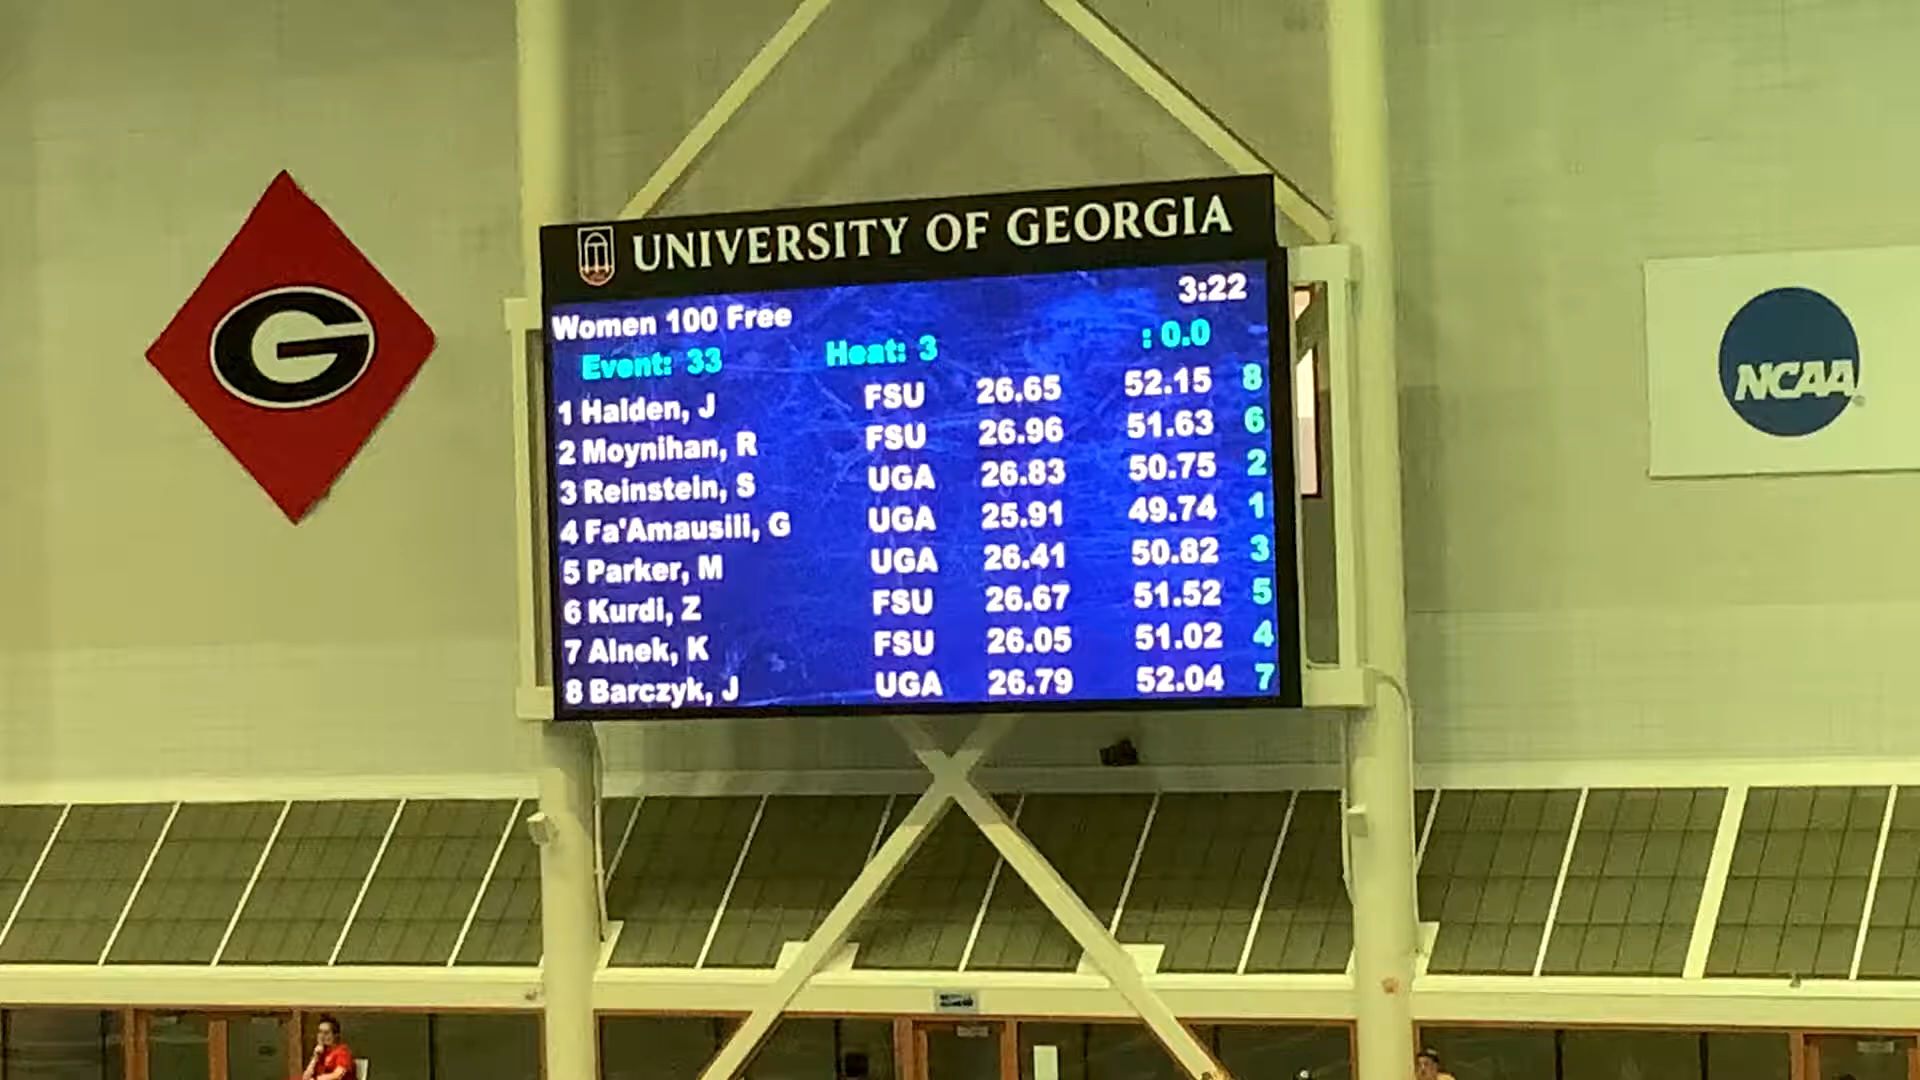 UNIVERSITY OF GEORGIA
3:22
Women 100 Free
Event: 33 Heat: 3 : 0.0
1 Halden, J FSU 26.65 52.15 8
2 Moynihan, R FSU 26.96 51.63 6
3 Reinstein, S UGA 26.83 50.75 2
4 Fa'Amausili, G UGA 25.91 49.74 1
5 Parker, M UGA 26.41 50.82 3
6 Kurdi, Z FSU 26.67 51.52 5
7 Alnek, K FSU 26.05 51.02 4
8 Barczyk, J UGA 26.79 52.04 7
G
NCAA